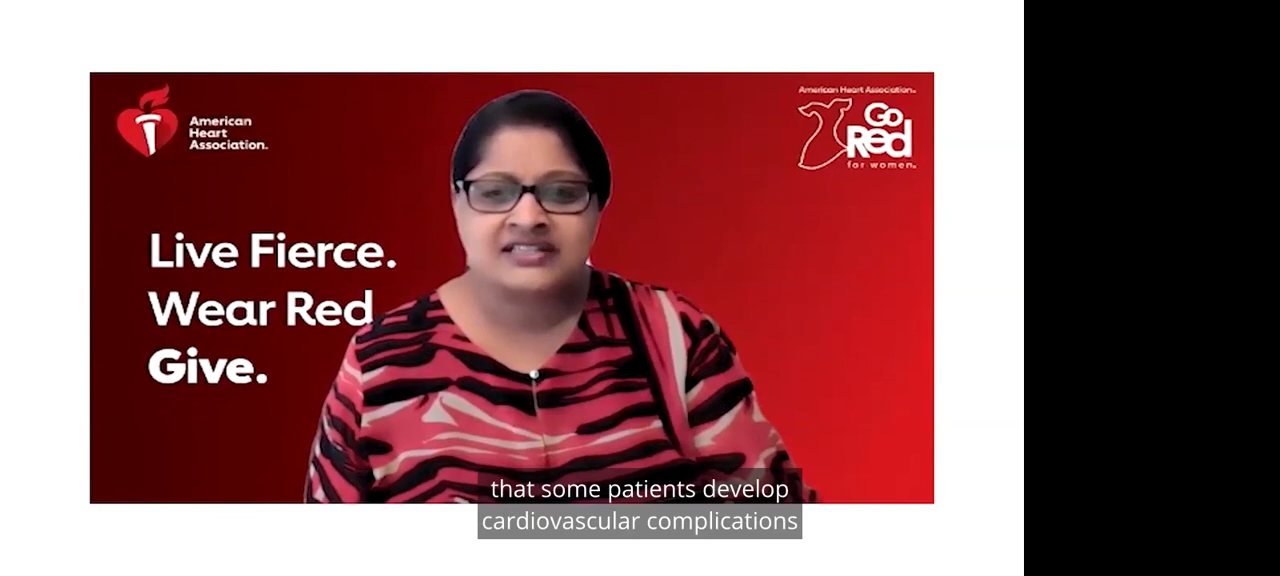 American
Heart
Association.
American Heart Association.
Go
Red
for women.
Live Fierce.
Wear Red
Give.
that some patients develop
cardiovascular complications